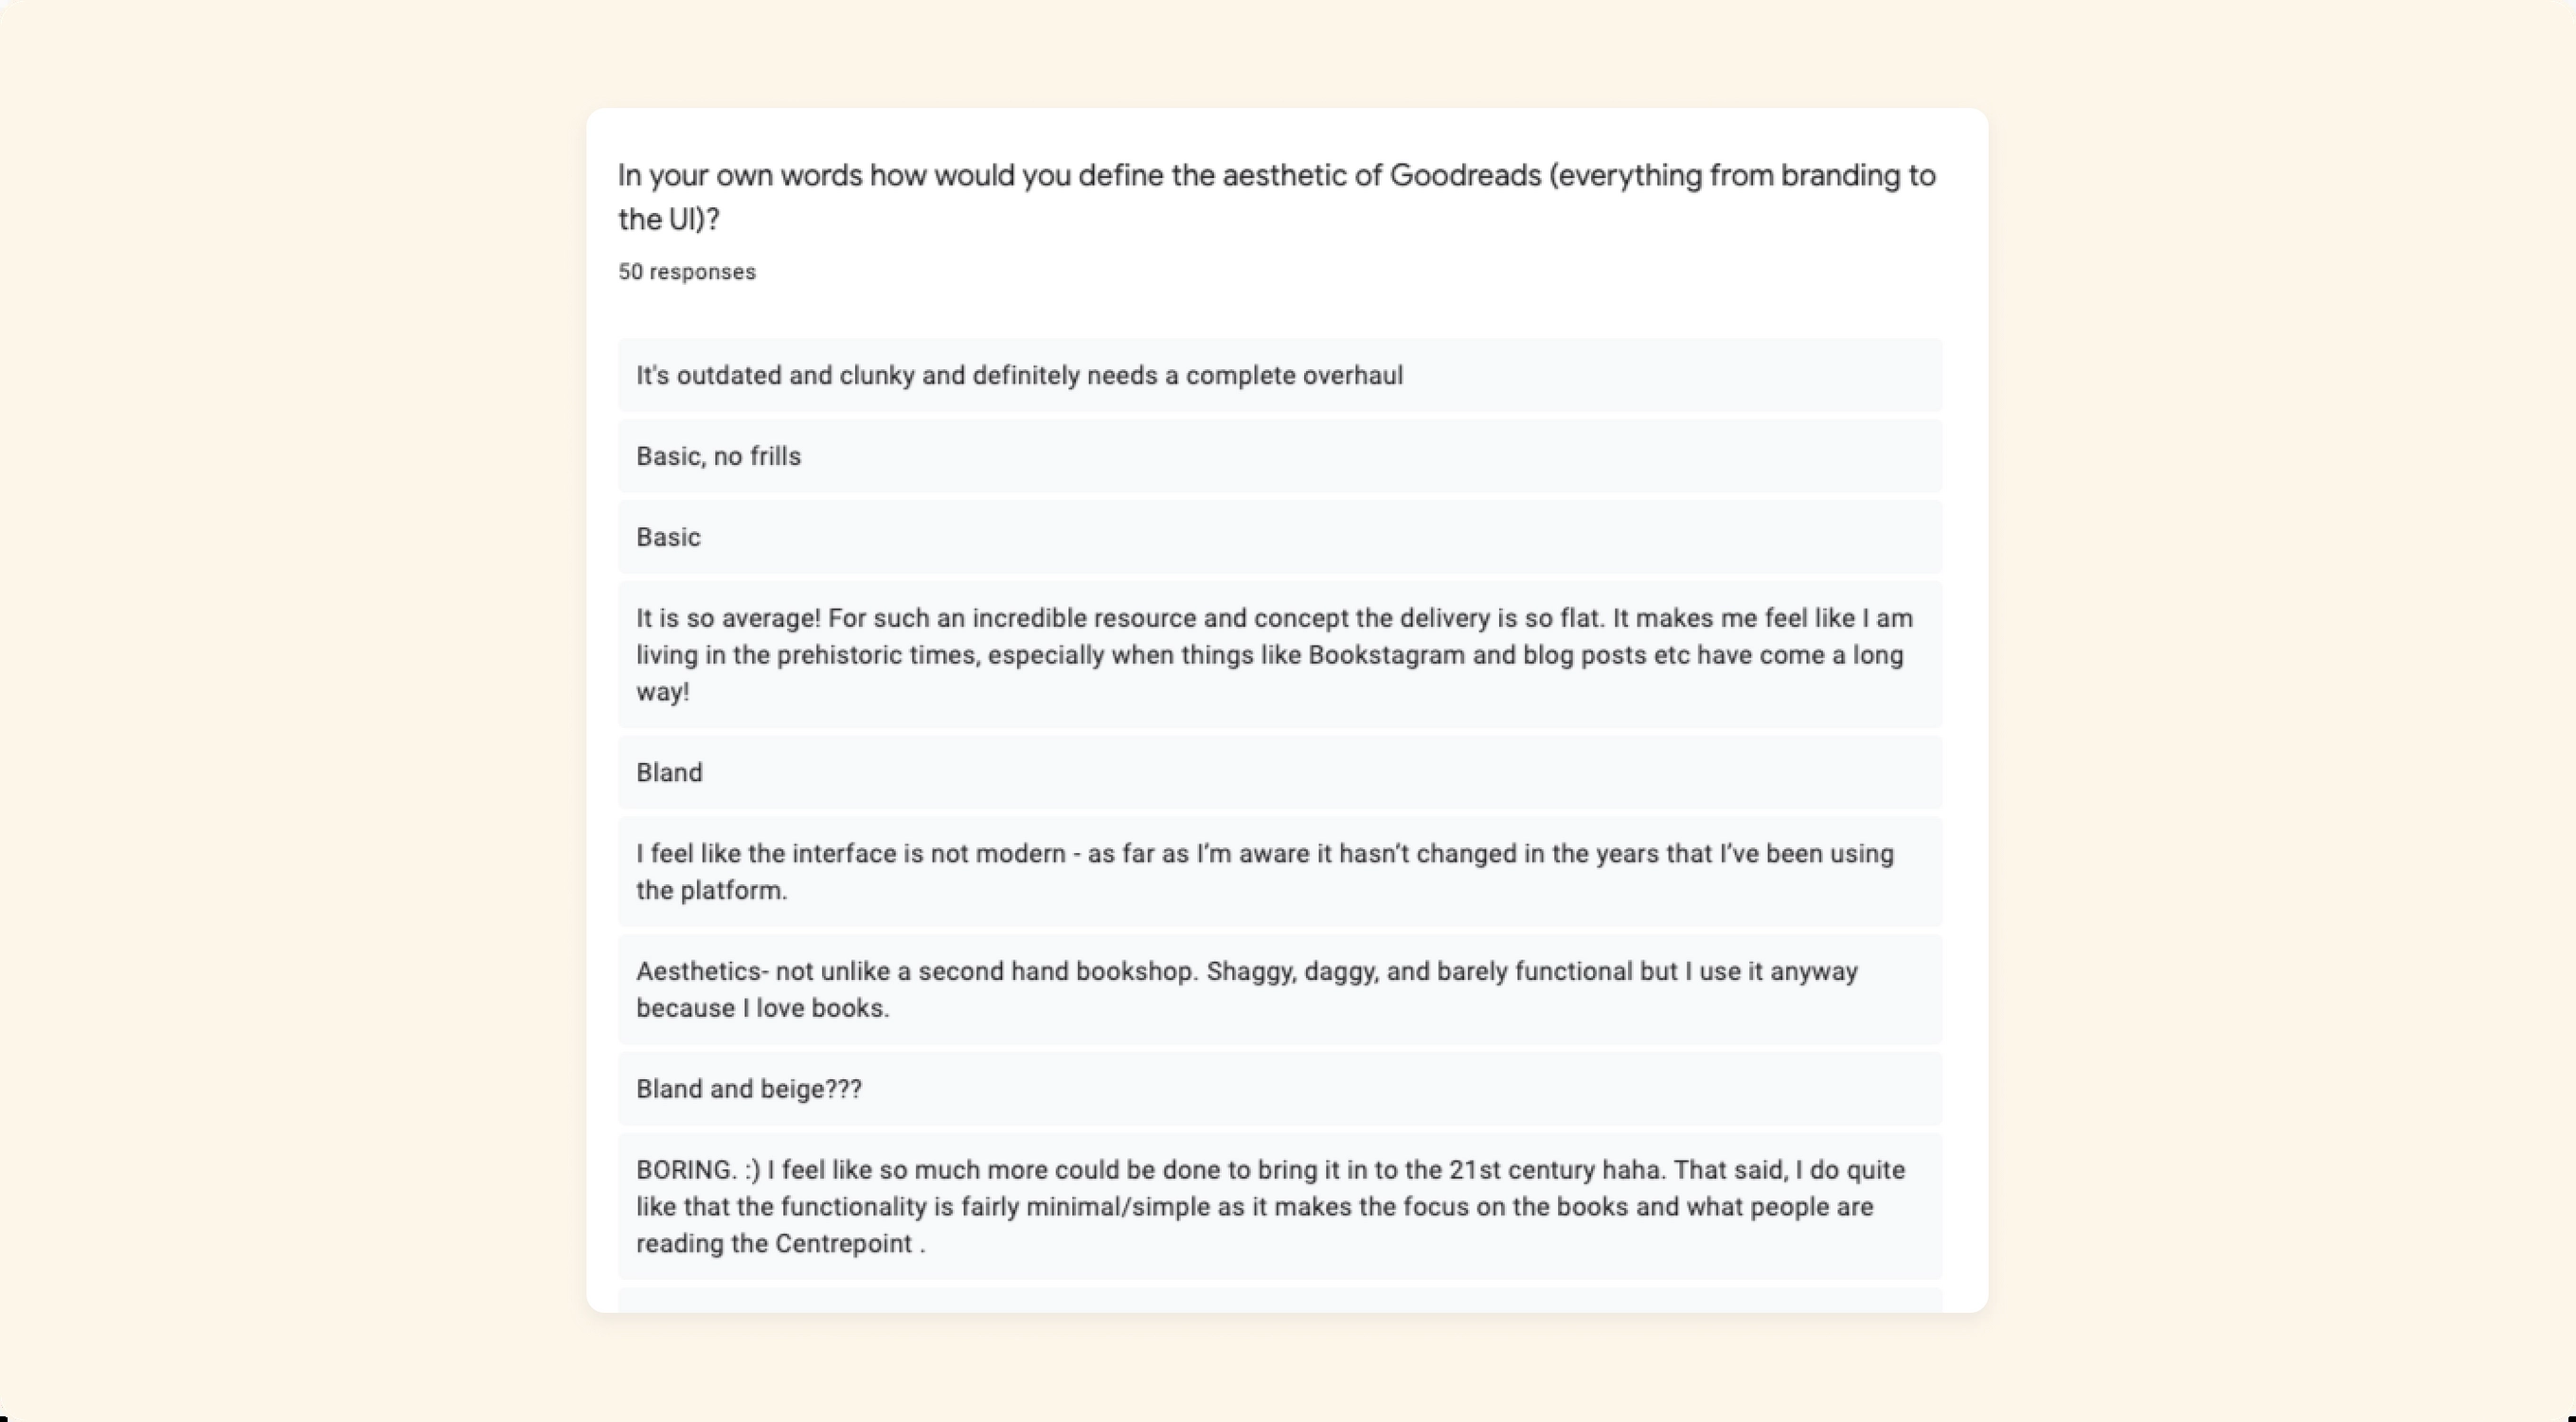 In your own words how would you define the aesthetic of Goodreads (everything from branding to
the UI)?
50 responses
It's outdated and clunky and definitely needs a complete overhaul
Basic, no frills
Basic
It is so average! For such an incredible resource and concept the delivery is so flat. It makes me feel like I am
living in the prehistoric times, especially when things like Bookstagram and blog posts etc have come a long
way!
Bland
I feel like the interface is not modern - as far as I’m aware it hasn’t changed in the years that I’ve been using
the platform.
Aesthetics- not unlike a second hand bookshop. Shaggy, daggy, and barely functional but I use it anyway
because I love books.
Bland and beige???
BORING. :) I feel like so much more could be done to bring it in to the 21st century haha. That said, I do quite
like that the functionality is fairly minimal/simple as it makes the focus on the books and what people are
reading the Centrepoint .